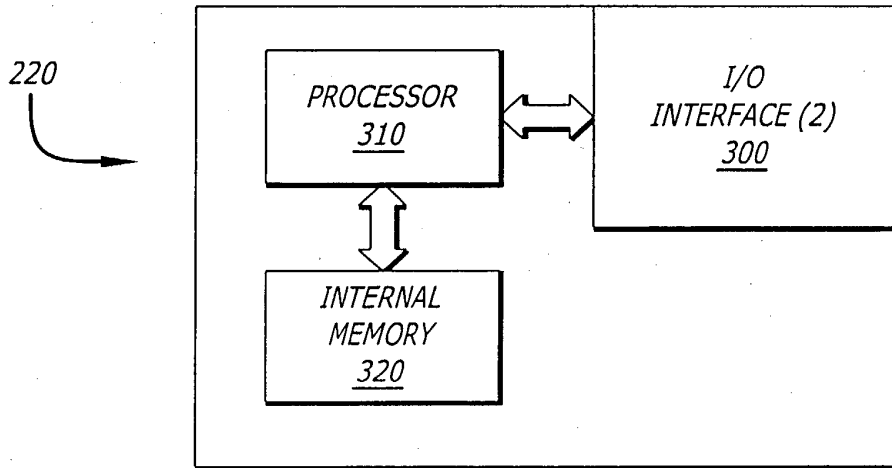 220
PROCESSOR
310
I/O
INTERFACE (2)
300
INTERNAL
MEMORY
320